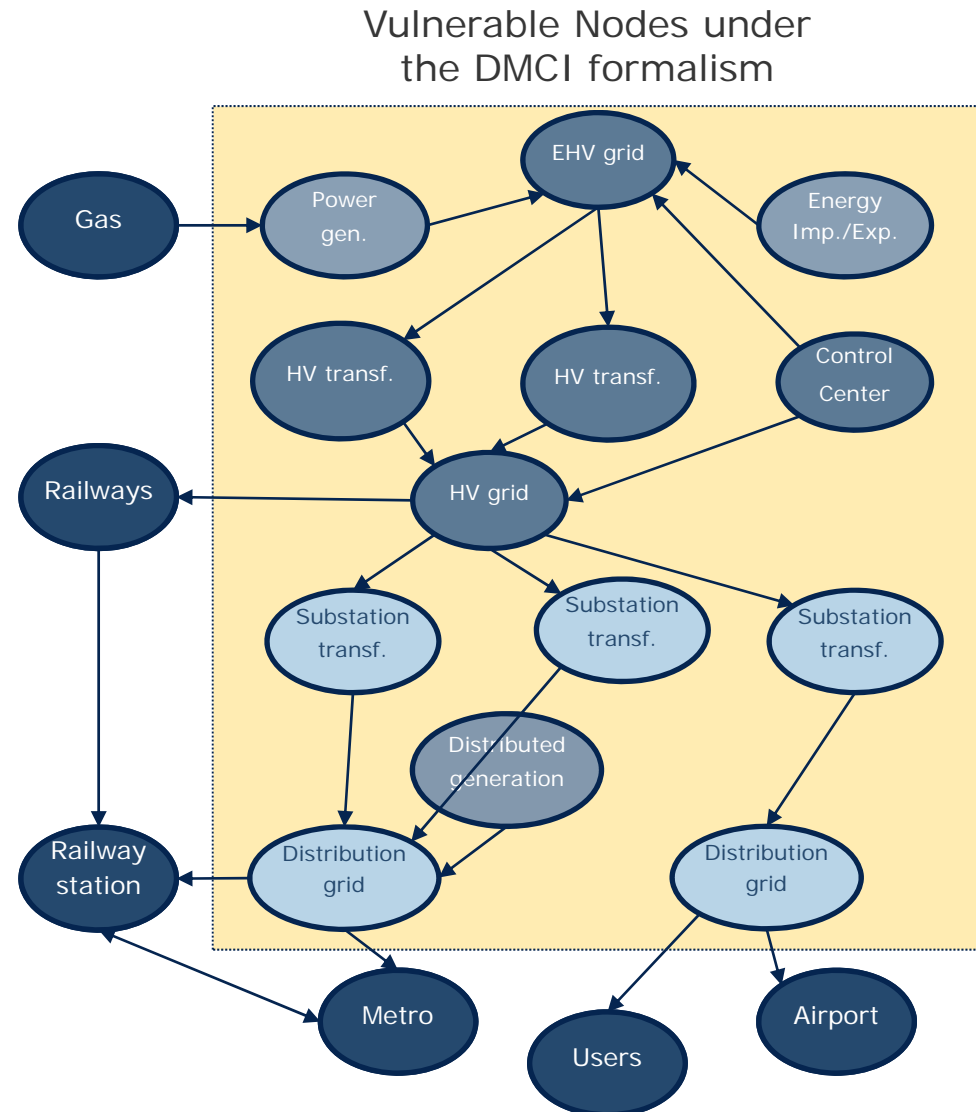 Vulnerable Nodes under
the DMCI formalism
EHV grid
Gas
Power
gen.
Energy
Imp./Exp.
HV transf.
HV transf.
Control
Center
Railways
HV grid
Substation
transf.
Substation
transf.
Substation
transf.
Distributed
generation
Railway
station
Distribution
grid
Distribution
grid
Metro
Users
Airport